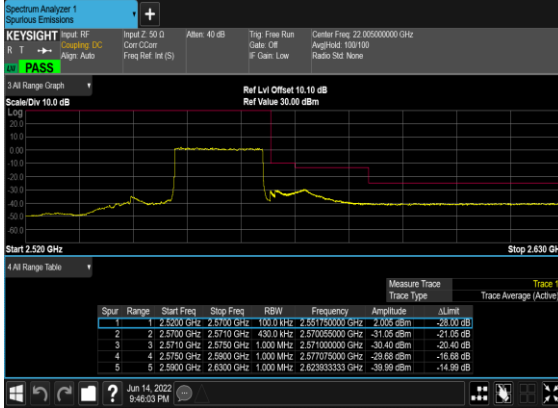 Spectrum Analyzer 1
Spurious Emissions
+
KEYSIGHT Input: RF Input Z: 50 Ω Atten: 40 dB Trig: Free Run Center Freq: 22.005000000 GHz
R T Coupling: DC Corr CCorr Gate: Off Avg|Hold: 100/100
Align: Auto Freq Ref: Int (S) IF Gain: Low Radio Std: None
LXI PASS
3 All Range Graph
Ref Lvl Offset 10.10 dB
Scale/Div 10.0 dB Ref Value 30.00 dBm
Log
20.0
10.0
0.00
-10.0
-20.0
-30.0
-40.0
-50.0
-60.0
Start 2.520 GHz Stop 2.630 GH
4 All Range Table
Measure Trace Trace 1
Trace Type Trace Average (Active)
Spur Range Start Freq Stop Freq RBW Frequency Amplitude ΔLimit
1 1 2.5200 GHz 2.5700 GHz 100.0 kHz 2.551750000 GHz 2.005 dBm -28.00 dB
2 2 2.5700 GHz 2.5710 GHz 430.0 kHz 2.570055000 GHz -31.05 dBm -21.05 dB
3 3 2.5710 GHz 2.5750 GHz 1.000 MHz 2.571000000 GHz -30.40 dBm -20.40 dB
4 4 2.5750 GHz 2.5900 GHz 1.000 MHz 2.577075000 GHz -29.68 dBm -16.68 dB
5 5 2.5900 GHz 2.6300 GHz 1.000 MHz 2.623933333 GHz -39.99 dBm -14.99 dB
?
Jun 14, 2022
9:46:03 PM